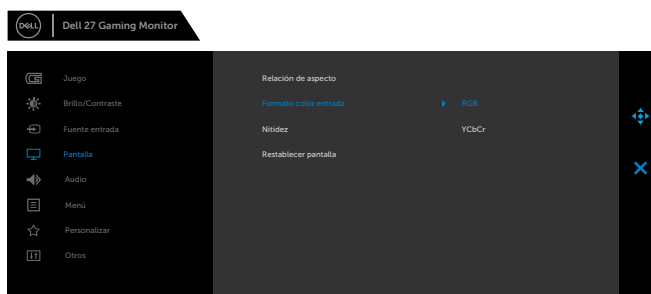 DELL
Dell 27 Gaming Monitor
Juego
Brillo/Contraste
Fuente entrada
Pantalla
Audio
Menú
Personalizar
Otros
Relación de aspecto
Formato color entrada RGB
Nitidez YCbCr
Restablecer pantalla